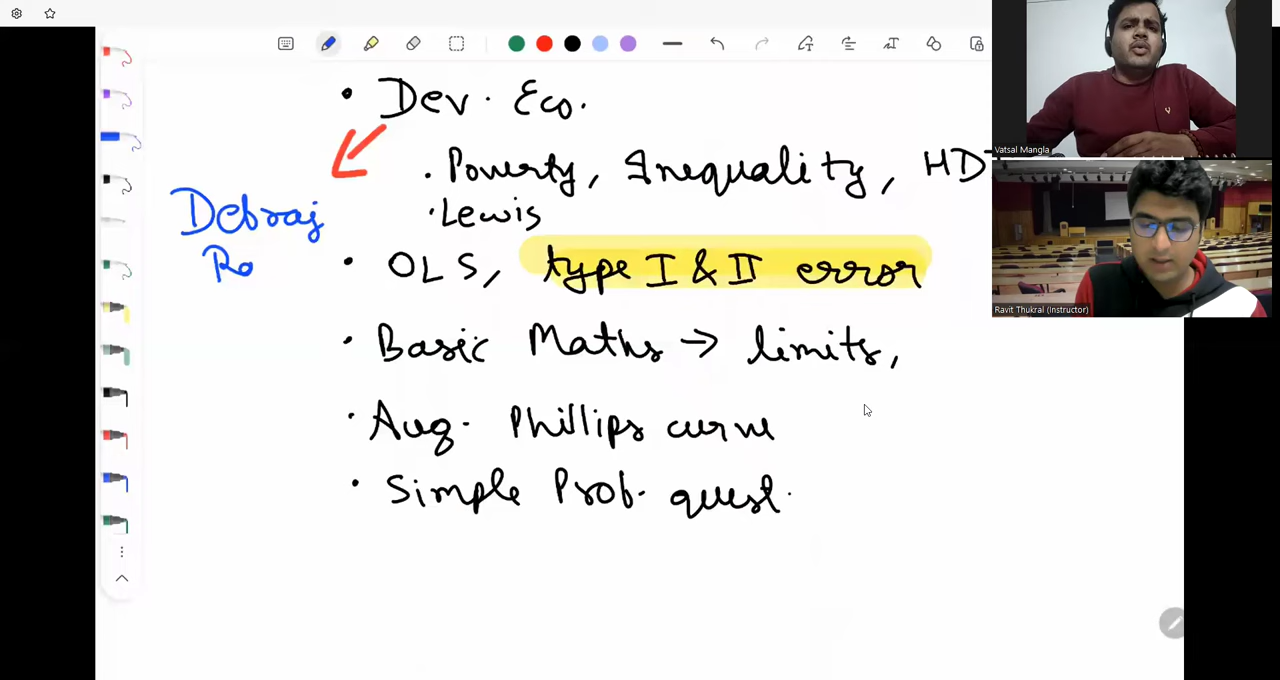 • Dev. Eco.
Vatsal Mangla
• Poverty, Inequality, HD
• Lewis
Debraj
Ro
• OLS, type I & II error
Ravit Thukral (Instructor)
• Basic Maths → limits,
• Aug. Phillips curve
• Simple Prob. quest.